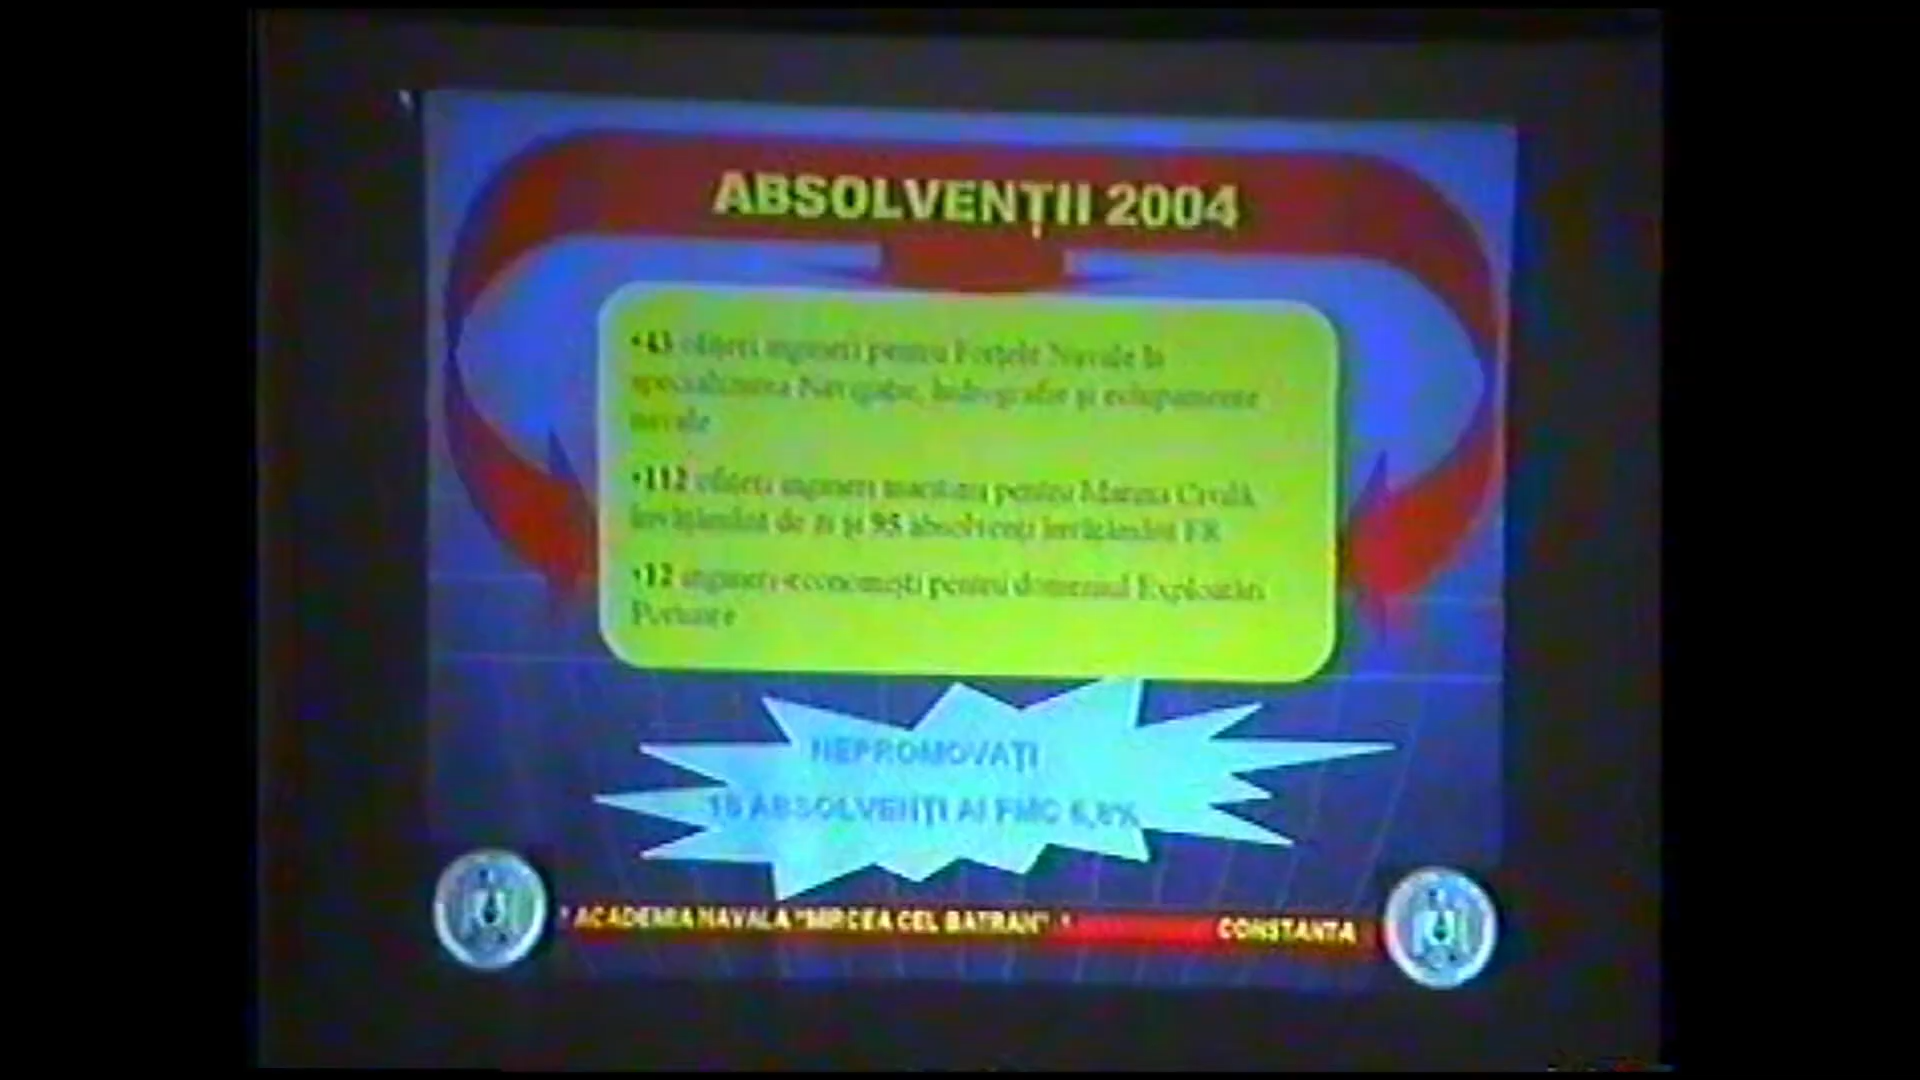 ABSOLVENȚII 2004
•43 ofițeri ingineri pentru Forțele Navale la
specializarea Navigație, hidrografie și echipamente
navale
•112 ofițeri ingineri maritimi pentru Marina Civilă
învățământ de zi și 95 absolvenți învățământ FR
•12 ingineri-economiști pentru domeniul Exploatări
Portuare
NEPROMOVAȚI
ABSOLVENȚI AI FMC 6,8%
* ACADEMIA NAVALA "MIRCEA CEL BATRAN" *
CONSTANTA